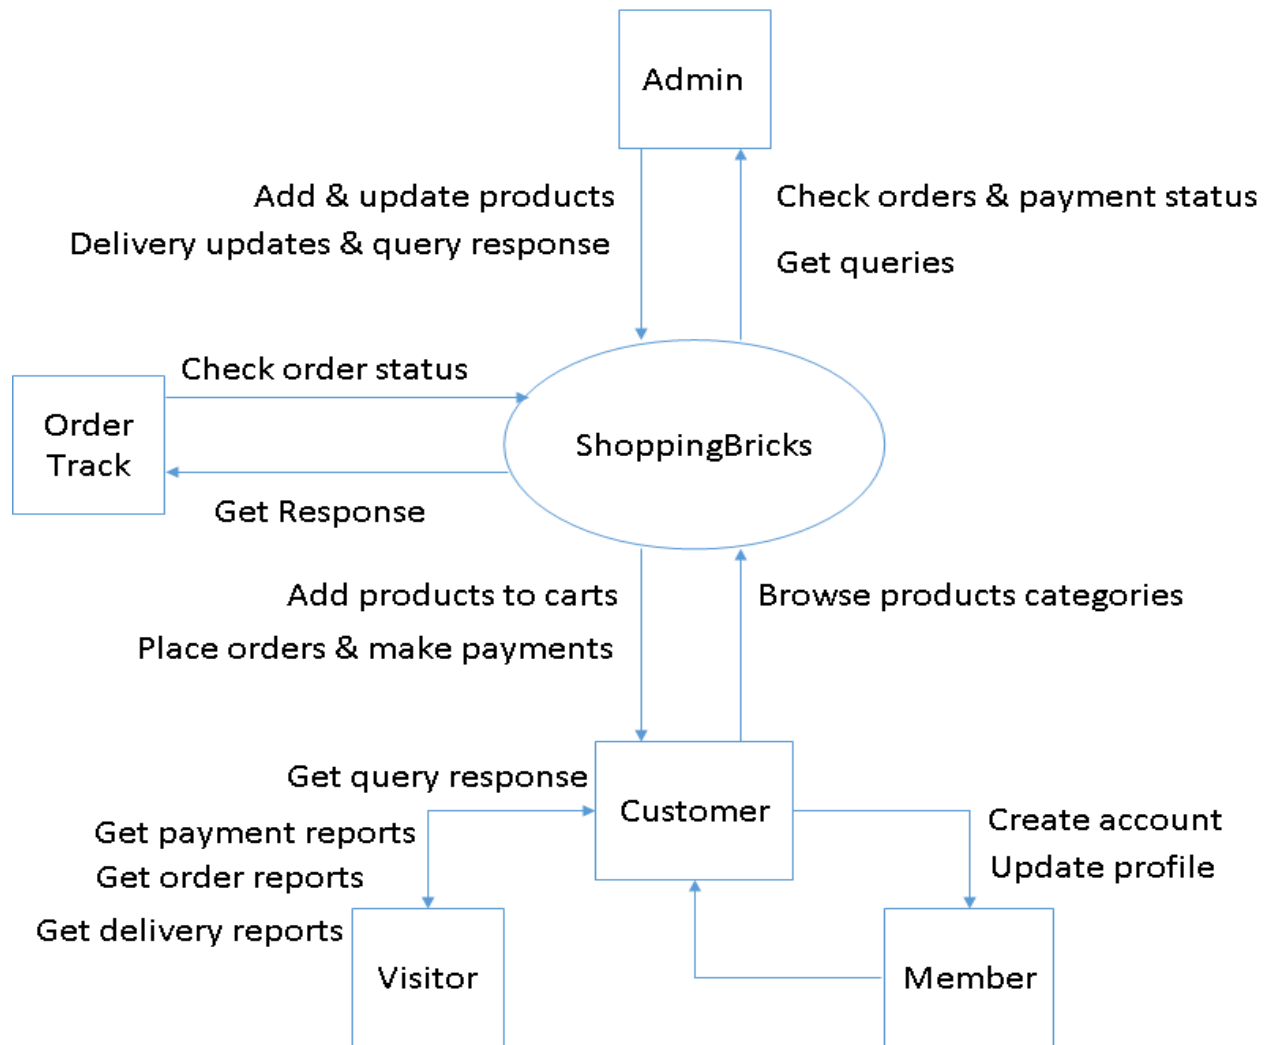 Admin
Add & update products
Delivery updates & query response
Check orders & payment status
Get queries
Check order status
Order
Track
ShoppingBricks
Get Response
Add products to carts
Place orders & make payments
Browse products categories
Get query response
Customer
Get payment reports
Get order reports
Get delivery reports
Create account
Update profile
Visitor
Member